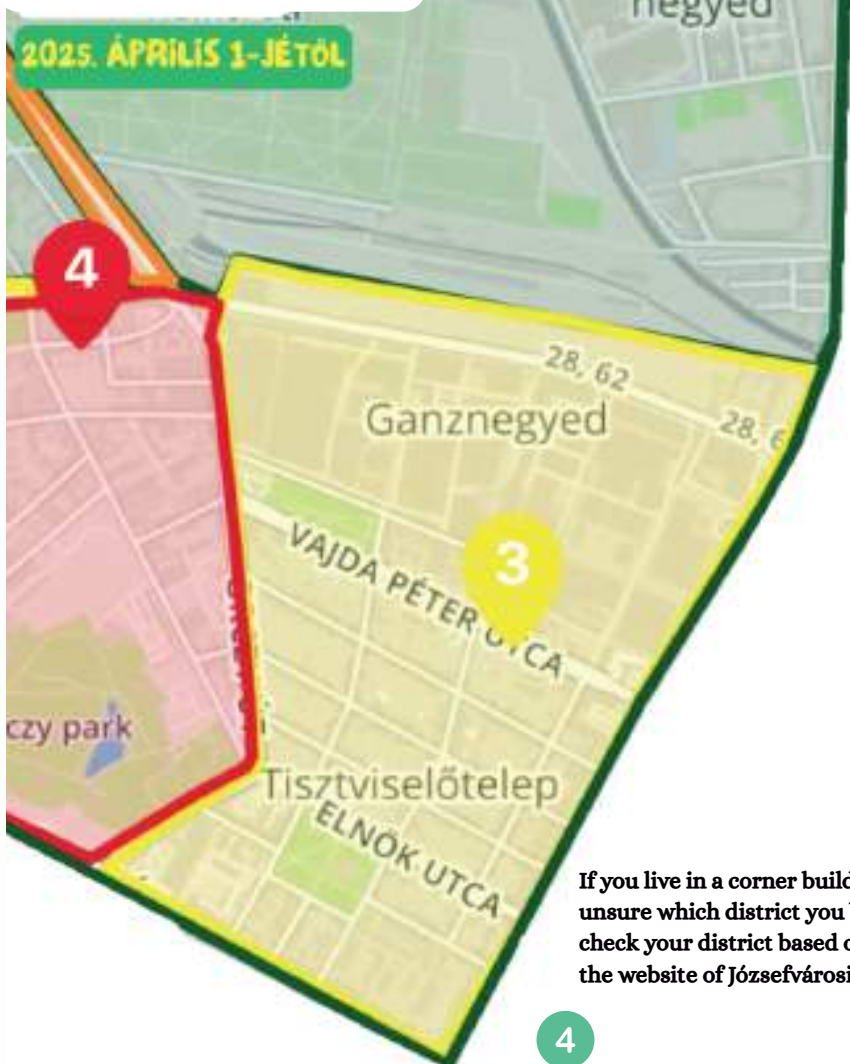 negyed
2025. ÁPRILIS 1-JÉTŐL
4
28, 62
28, 6
Ganznegyed
3
VAJDA PÉTER UTCA
czy park
Tisztviselőtelep
ELNÖK UTCA
If you live in a corner build
unsure which district you
check your district based o
the website of Józsefvárosi
4